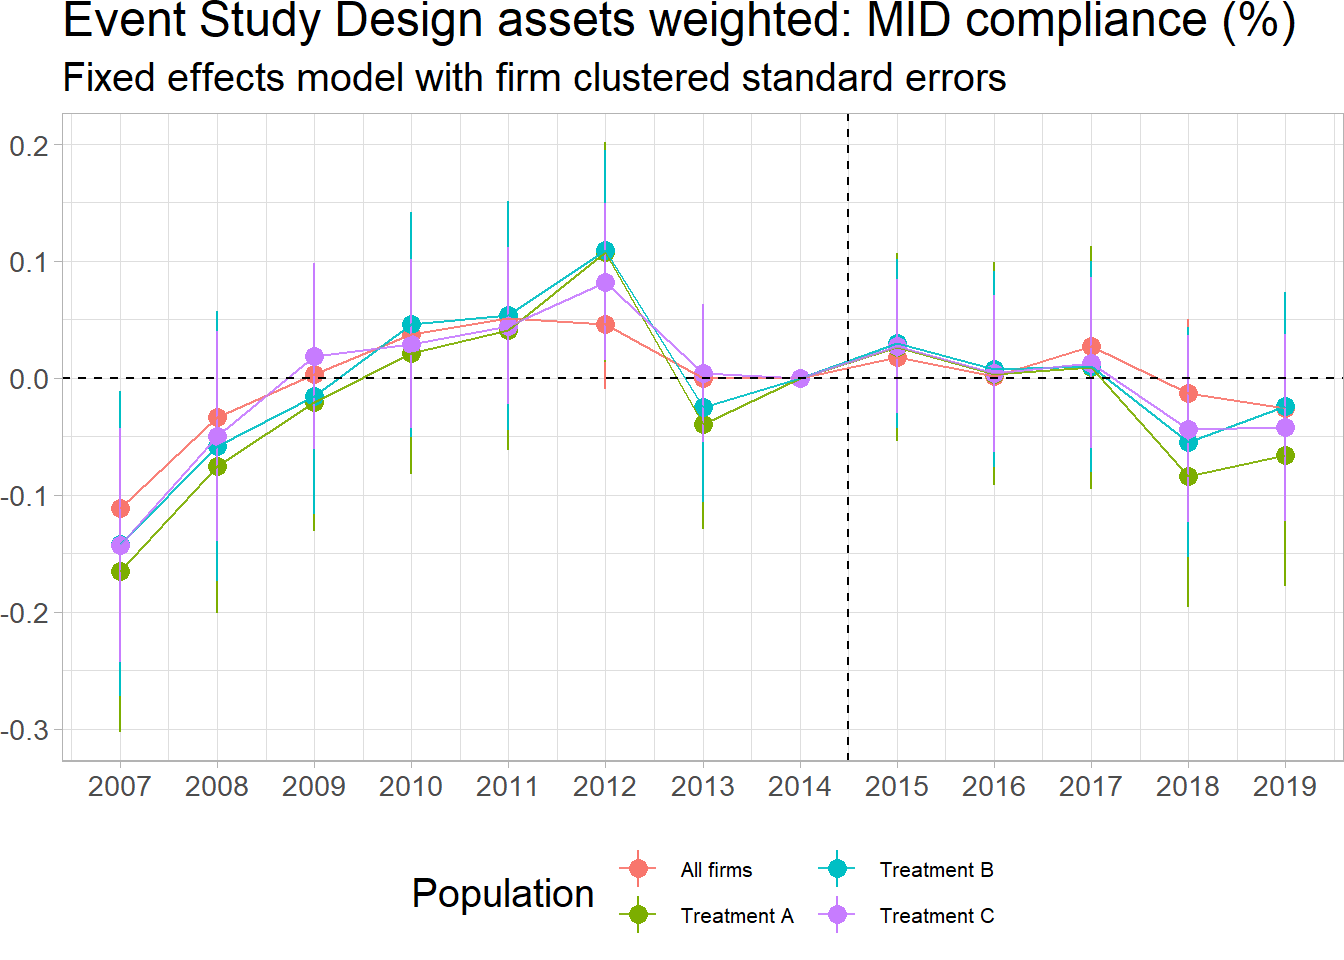 Event Study Design assets weighted: MID compliance (%)
Fixed effects model with firm clustered standard errors
0.2
0.1
0.0
-0.1
-0.2
-0.3
2007 2008 2009 2010 2011 2012 2013 2014 2015 2016 2017 2018 2019
Population
All firms
Treatment A
Treatment B
Treatment C